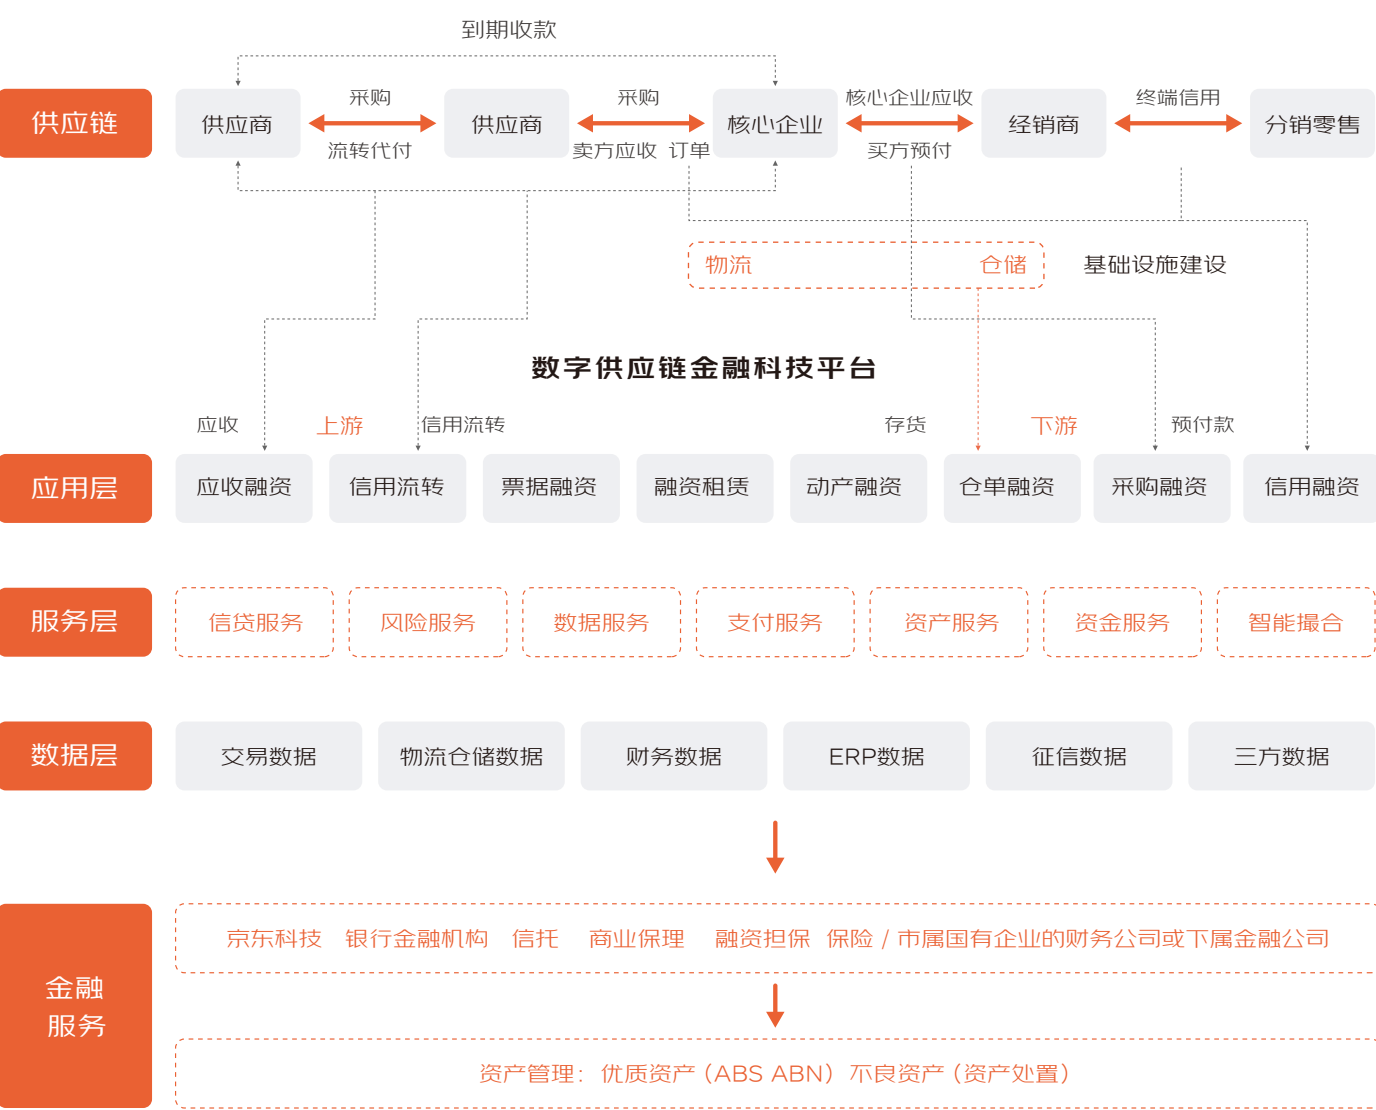 到期收款
供应链
供应商
采购
流转代付
供应商
采购
卖方应收 订单
核心企业
核心企业应收
买方预付
经销商
终端信用
分销零售
物流
仓储
基础设施建设
数字供应链金融科技平台
应收
上游
信用流转
存货
下游
预付款
应用层
应收融资
信用流转
票据融资
融资租赁
动产融资
仓单融资
采购融资
信用融资
服务层
信贷服务
风险服务
数据服务
支付服务
资产服务
资金服务
智能撮合
数据层
交易数据
物流仓储数据
财务数据
ERP数据
征信数据
三方数据
金融
服务
京东科技 银行金融机构 信托 商业保理 融资担保 保险 / 市属国有企业的财务公司或下属金融公司
资产管理：优质资产（ABS ABN）不良资产（资产处置）